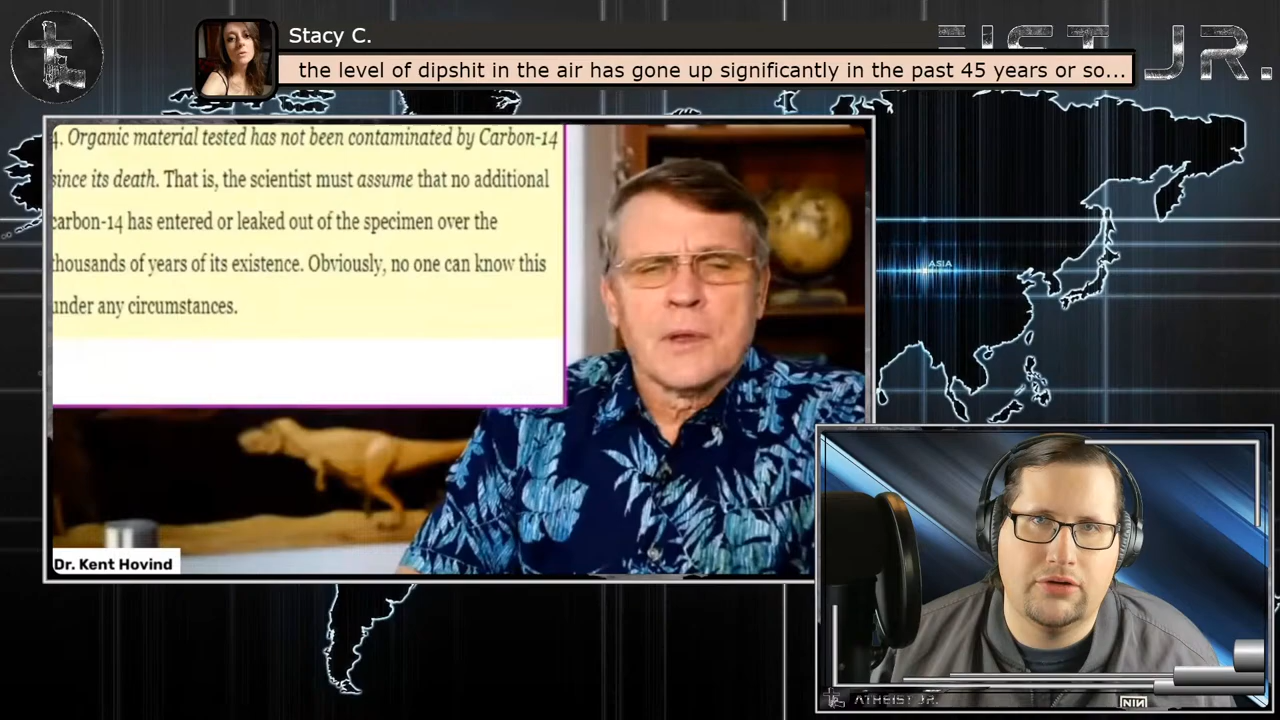 Stacy C.
the level of dipshit in the air has gone up significantly in the past 45 years or so...
JR.
4. Organic material tested has not been contaminated by Carbon-14
since its death. That is, the scientist must assume that no additional
carbon-14 has entered or leaked out of the specimen over the
thousands of years of its existence. Obviously, no one can know this
under any circumstances.
ASIA
Dr. Kent Hovind
ATHEIST JR.
NIN